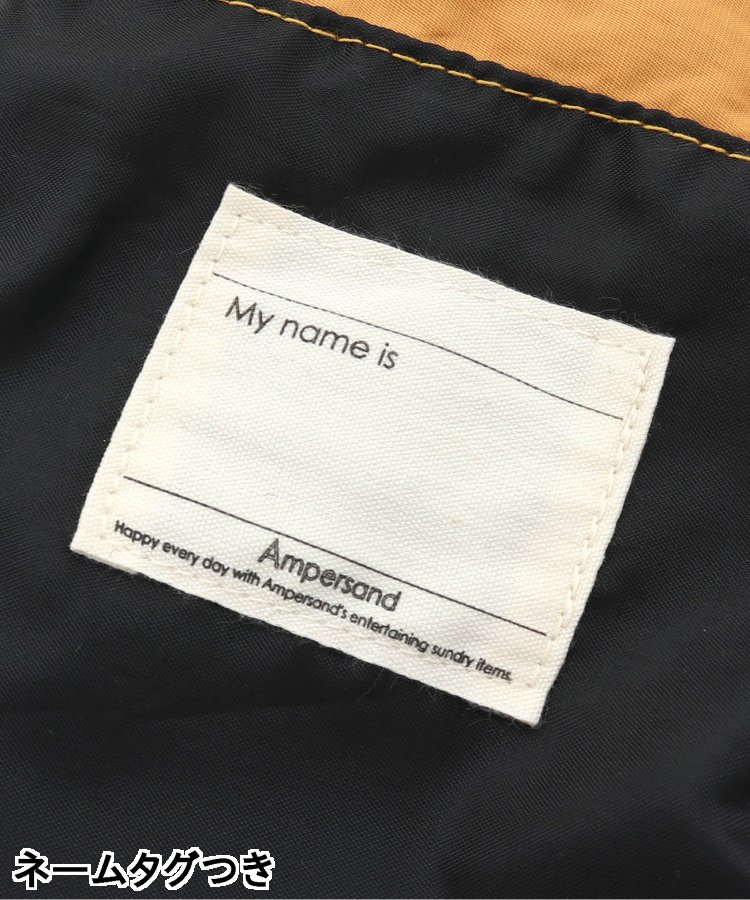 My name is
Ampersand
Happy every day with Ampersand's entertaining sundry items.
ネームタグつき